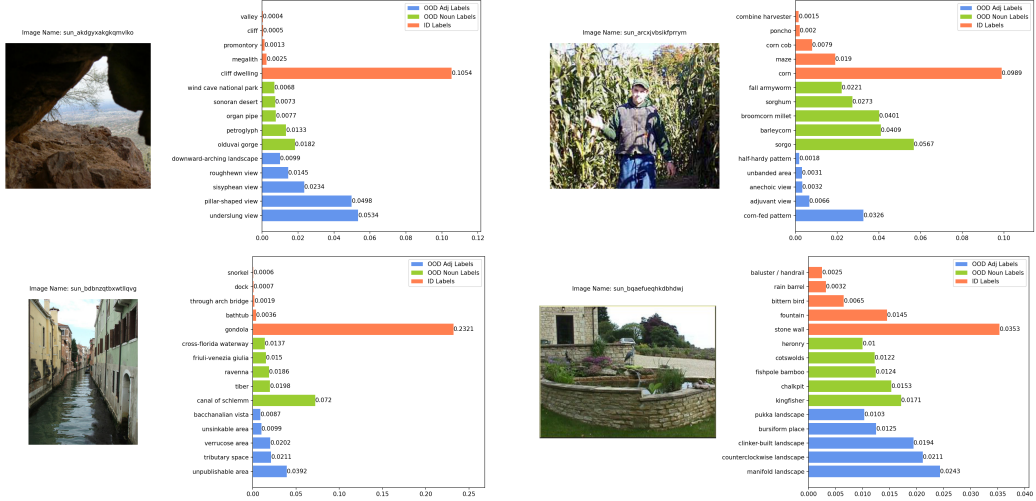 Image Name: sun_akdgyxakgkqmvlko
OOD Adj Labels
OOD Noun Labels
ID Labels
valley 0.0004
cliff 0.0005
promontory 0.0013
megalith 0.0025
cliff dwelling 0.1054
wind cave national park 0.0068
sonoran desert 0.0073
organ pipe 0.0077
petroglyph 0.0133
olduvai gorge 0.0182
downward-arching landscape 0.0099
roughhewn view 0.0145
sisyphean view 0.0234
pillar-shaped view 0.0498
underslung view 0.0534
0.00 0.02 0.04 0.06 0.08 0.10 0.12
Image Name: sun_arcxjvbsikfprrym
OOD Adj Labels
OOD Noun Labels
ID Labels
combine harvester 0.0015
poncho 0.002
corn cob 0.0079
maze 0.019
corn 0.0989
fall armyworm 0.0221
sorghum 0.0273
broomcorn millet 0.0401
barleycorn 0.0409
sorgo 0.0567
half-hardy pattern 0.0018
unbanded area 0.0031
anechoic view 0.0032
adjuvant view 0.0066
corn-fed pattern 0.0326
0.00 0.02 0.04 0.06 0.08 0.10
Image Name: sun_bdbnzqtbxwtllqvg
OOD Adj Labels
OOD Noun Labels
ID Labels
snorkel 0.0006
dock 0.0007
through arch bridge 0.0019
bathtub 0.0036
gondola 0.2321
cross-florida waterway 0.0137
friuli-venezia giulia 0.015
ravenna 0.0186
tiber 0.0198
canal of schlemm 0.072
bacchanalian vista 0.0087
unsinkable area 0.0099
verrucose area 0.0202
tributary space 0.0211
unpublishable area 0.0392
0.00 0.05 0.10 0.15 0.20 0.25
Image Name: sun_bqaefueqhkdbhdwj
OOD Adj Labels
OOD Noun Labels
ID Labels
baluster / handrail 0.0025
rain barrel 0.0032
bittern bird 0.0065
fountain 0.0145
stone wall 0.0353
heronry 0.01
cotswolds 0.0122
fishpole bamboo 0.0124
chalkpit 0.0153
kingfisher 0.0171
pukka landscape 0.0103
bursiform place 0.0125
clinker-built landscape 0.0194
counterclockwise landscape 0.0211
manifold landscape 0.0243
0.000 0.005 0.010 0.015 0.020 0.025 0.030 0.035 0.040